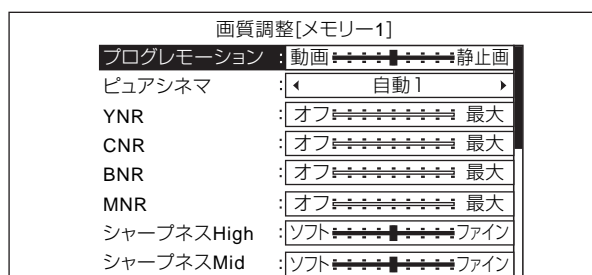 画質調整[メモリー1]
プログレモーション :動画 静止画
ピュアシネマ : 自動1
YNR : オフ 最大
CNR : オフ 最大
BNR : オフ 最大
MNR : オフ 最大
シャープネスHigh :ソフト ファイン
シャープネスMid :ソフト ファイン